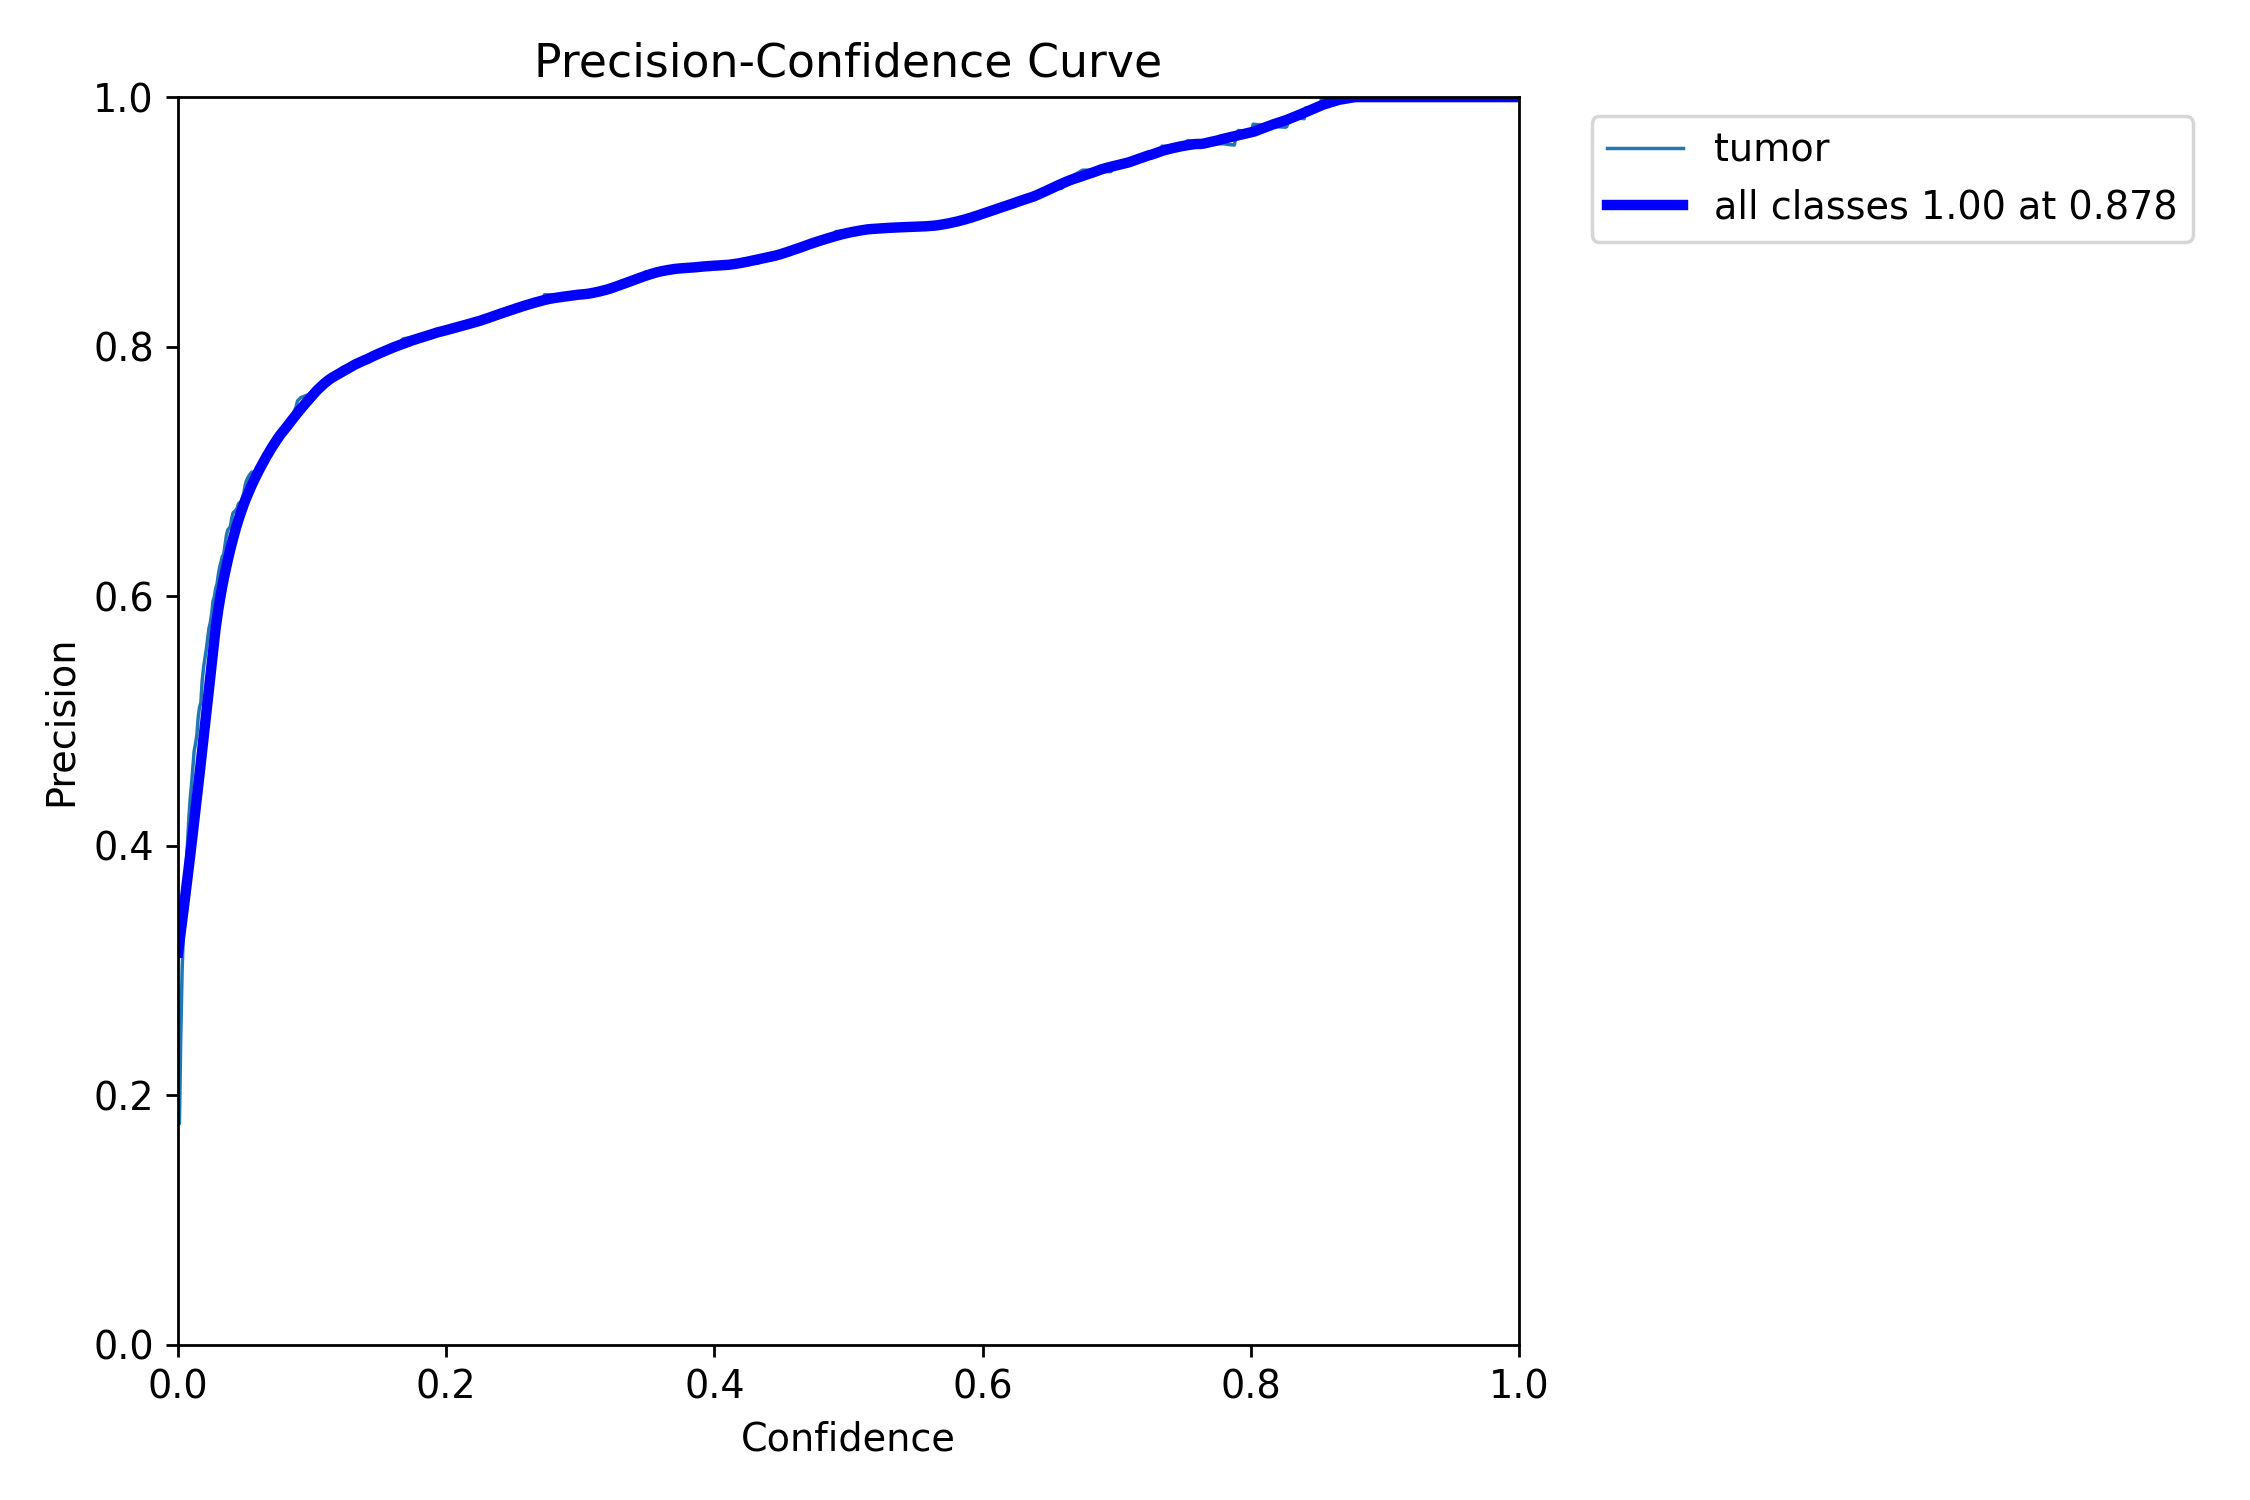 Precision-Confidence Curve
1.0
0.8
0.6
0.4
0.2
0.0
Precision
0.0 0.2 0.4 0.6 0.8 1.0
Confidence
tumor
all classes 1.00 at 0.878